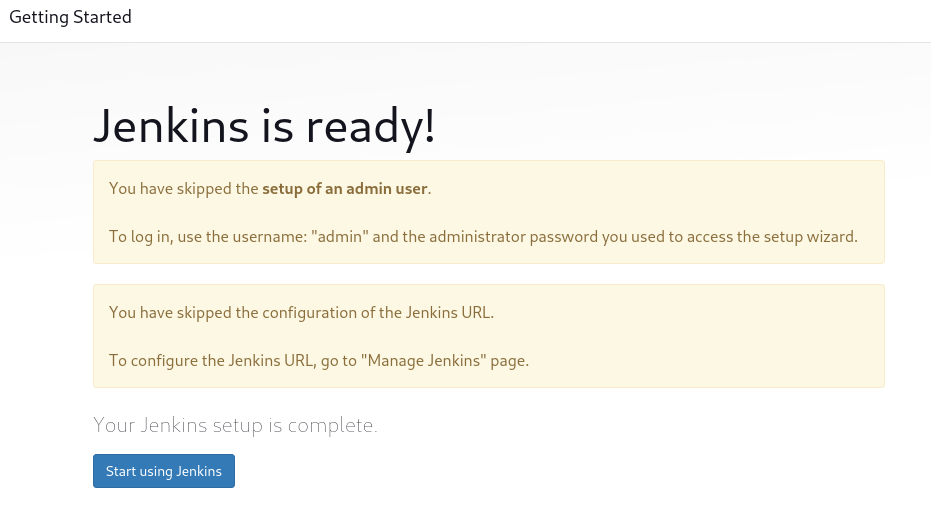 Getting Started
Jenkins is ready!
You have skipped the setup of an admin user.
To log in, use the username: "admin" and the administrator password you used to access the setup wizard.
You have skipped the configuration of the Jenkins URL.
To configure the Jenkins URL, go to "Manage Jenkins" page.
Your Jenkins setup is complete.
Start using Jenkins